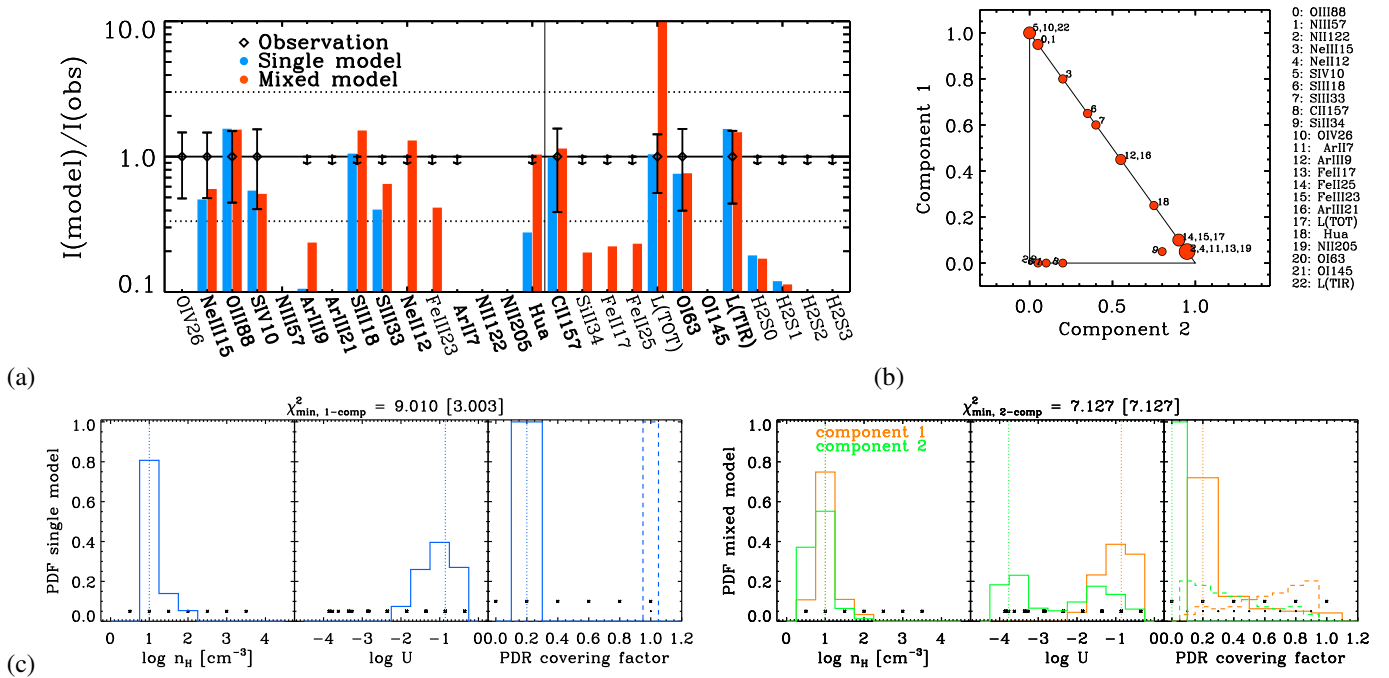 10.0
1.0
0.1
I(model)/I(obs)
Observation
Single model
Mixed model
OIV26
NeIII15
OIII88
SIV10
NIII57
ArIII9
ArIII21
SIII18
SIII33
NeII12
FeIII23
ArII7
NII122
NII205
Hua
CII157
SiII34
FeII17
FeII25
L(TOT)
OI63
OI145
L(TIR)
H2S0
H2S1
H2S2
H2S3
(a)
1.0
0.8
0.6
0.4
0.2
0.0
Component 1
5,10,22
0,1
3
6
7
12,16
18
14,15,17
2,4,11,13,19
9
0.0 0.5 1.0
Component 2
0: OIII88
1: NIII57
2: NII122
3: NeIII15
4: NeII12
5: SIV10
6: SIII18
7: SIII33
8: CII157
9: SiII34
10: OIV26
11: ArII7
12: ArIII9
13: FeII17
14: FeII25
15: FeIII23
16: ArIII21
17: L(TOT)
18: Hua
19: NII205
20: OI63
21: OI145
22: L(TIR)
(b)
χ²min, 1-comp = 9.010 [3.003]
PDF single model
1.0
0.8
0.6
0.4
0.2
0.0
0 1 2 3 4
log nH [cm⁻³]
−4 −3 −2 −1 0
log U
0.0 0.2 0.4 0.6 0.8 1.0 1.2
PDR covering factor
χ²min, 2-comp = 7.127 [7.127]
component 1
component 2
PDF mixed model
1.0
0.8
0.6
0.4
0.2
0.0
0 1 2 3 4
log nH [cm⁻³]
−4 −3 −2 −1 0
log U
0.0 0.2 0.4 0.6 0.8 1.0 1.2
PDR covering factor
(c)